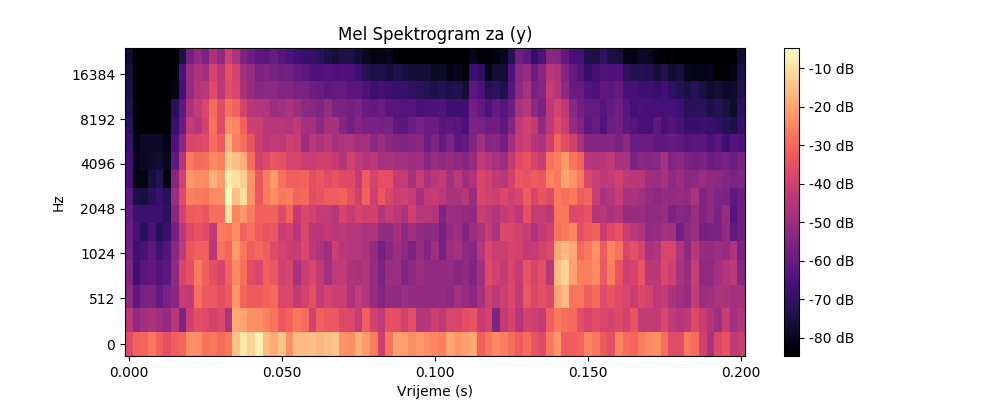 Mel Spektrogram za (y)
16384
8192
4096
2048
1024
512
0
Hz
0.000
0.050
0.100
0.150
0.200
Vrijeme (s)
-10 dB
-20 dB
-30 dB
-40 dB
-50 dB
-60 dB
-70 dB
-80 dB